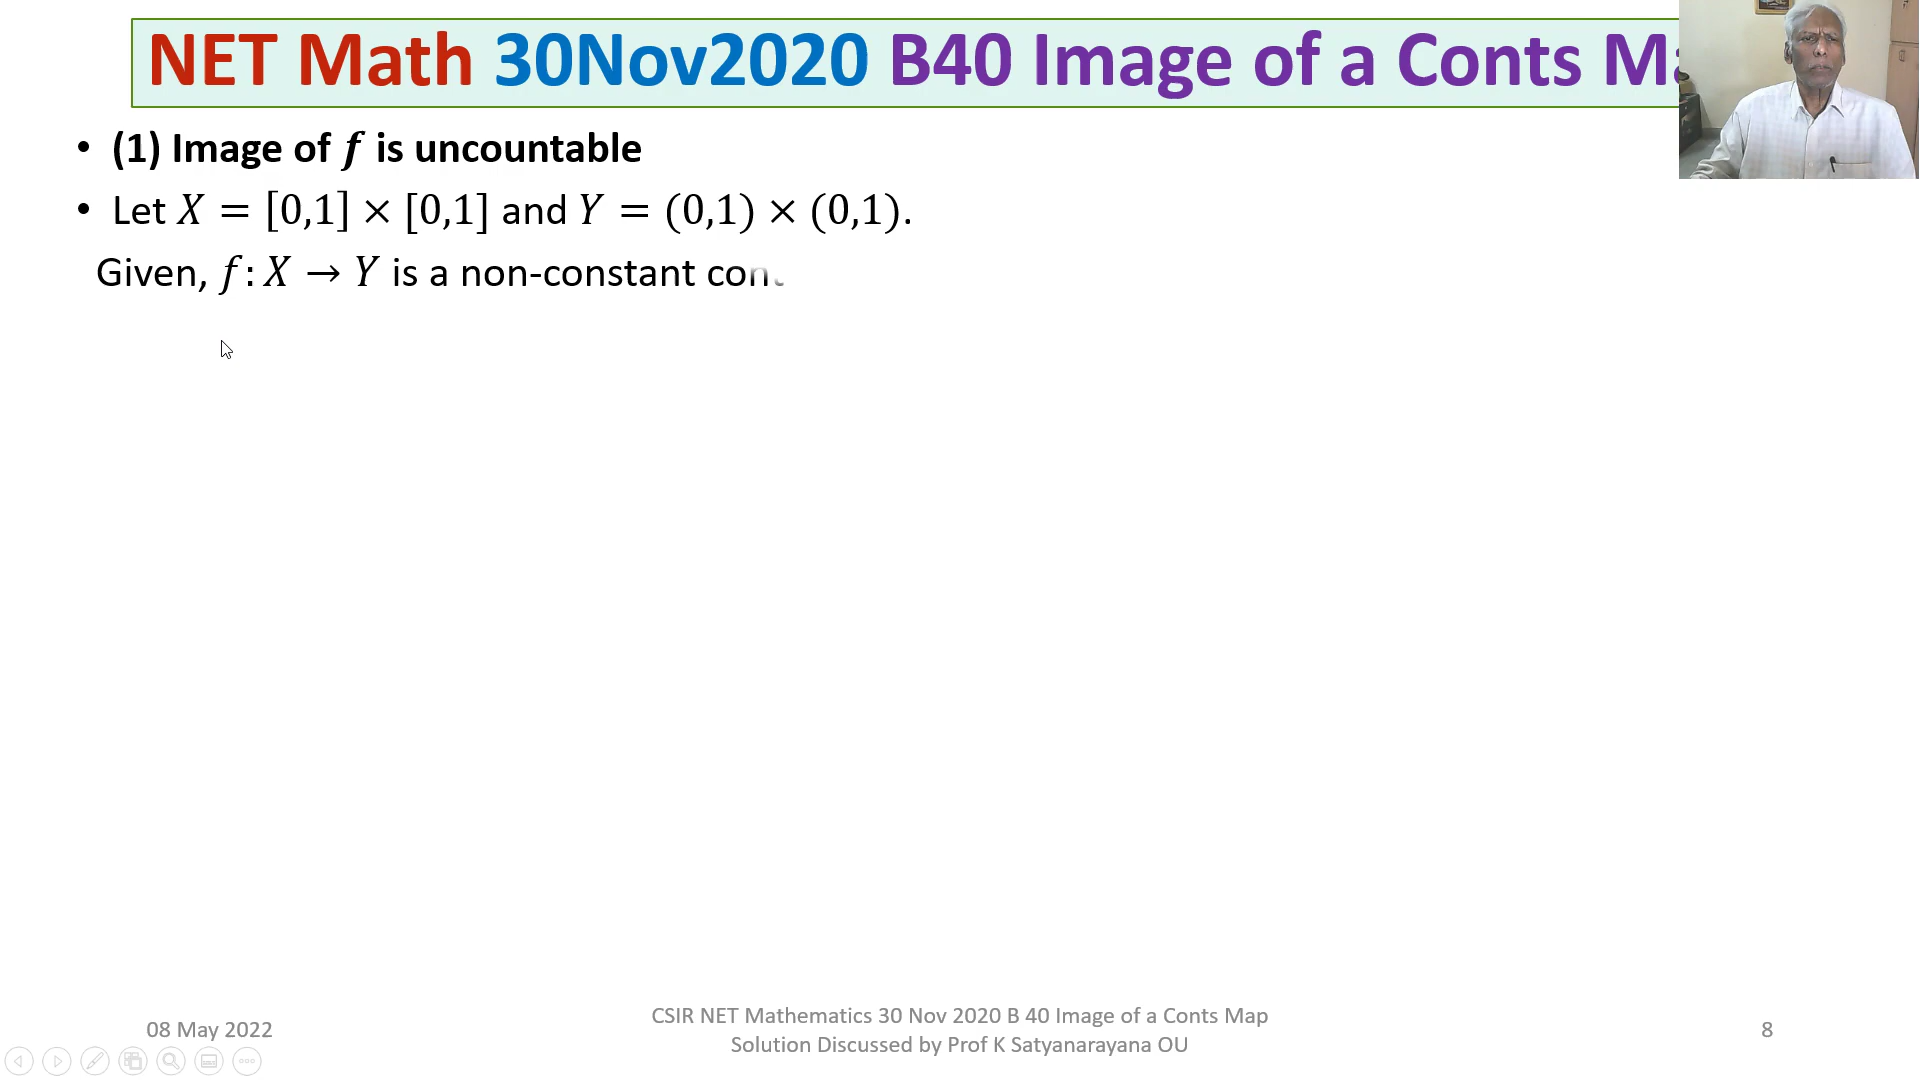 NET Math 30Nov2020 B40 Image of a Conts
• (1) Image of f is uncountable
• Let X = [0,1] × [0,1] and Y = (0,1) × (0,1).
Given, f: X → Y is a non-constant
08 May 2022
CSIR NET Mathematics 30 Nov 2020 B 40 Image of a Conts Map
Solution Discussed by Prof K Satyanarayana OU
8